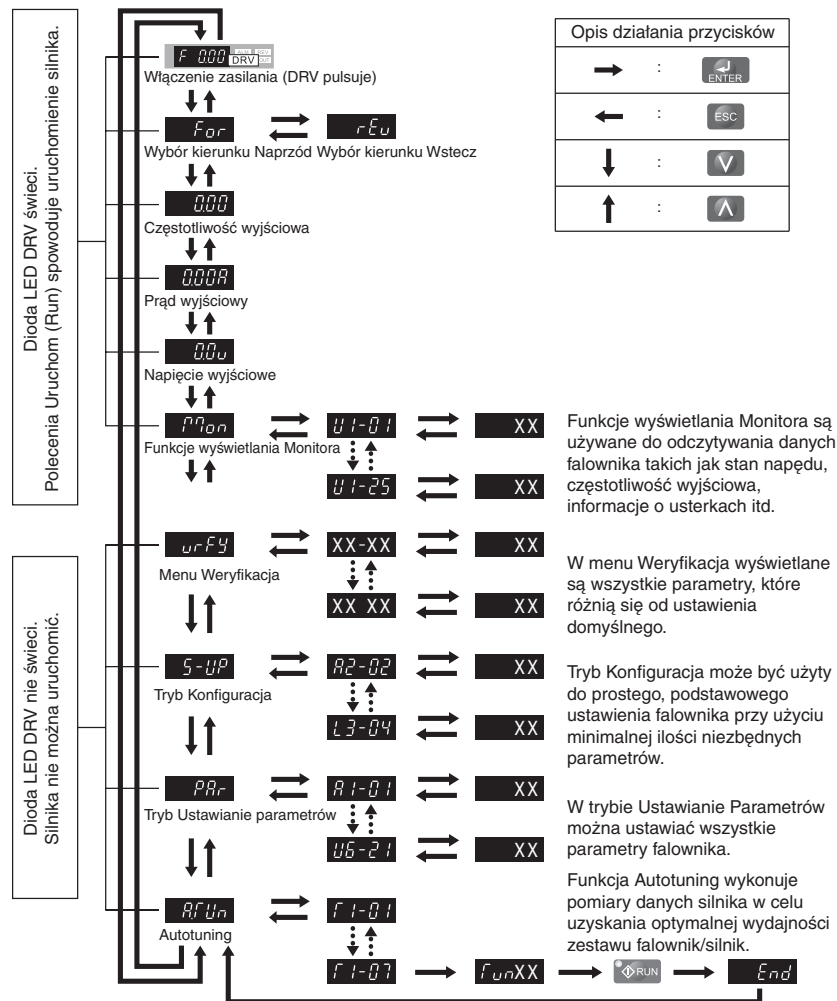 Dioda LED DRV świeci.
Polecenia Uruchom (Run) spowoduje uruchomienie silnika.
F 0.00 ALM REV DRV OUT
Włączenie zasilania (DRV pulsuje)
For rEv
Wybór kierunku Naprzód Wybór kierunku Wstecz
0.00
Częstotliwość wyjściowa
0.00A
Prąd wyjściowy
0.0v
Napięcie wyjściowe
Mon U1-01 XX
Funkcje wyświetlania Monitora
U1-25 XX
Opis działania przycisków
: ENTER
: ESC
:
:
Funkcje wyświetlania Monitora są
używane do odczytywania danych
falownika takich jak stan napędu,
częstotliwość wyjściowa,
informacje o usterkach itd.
Dioda LED DRV nie świeci.
Silnika nie można uruchomić.
vrFY XX-XX XX
Menu Weryfikacja
XX XX XX
W menu Weryfikacja wyświetlane
są wszystkie parametry, które
różnią się od ustawienia
domyślnego.
S-UP A2-02 XX
Tryb Konfiguracja
L3-04 XX
Tryb Konfiguracja może być użyty
do prostego, podstawowego
ustawienia falownika przy użyciu
minimalnej ilości niezbędnych
parametrów.
PAr A1-01 XX
Tryb Ustawianie parametrów
U6-21 XX
W trybie Ustawianie Parametrów
można ustawiać wszystkie
parametry falownika.
A.TUn T1-01
Autotuning
T1-07 TunXX RUN End
Funkcja Autotuning wykonuje
pomiary danych silnika w celu
uzyskania optymalnej wydajności
zestawu falownik/silnik.